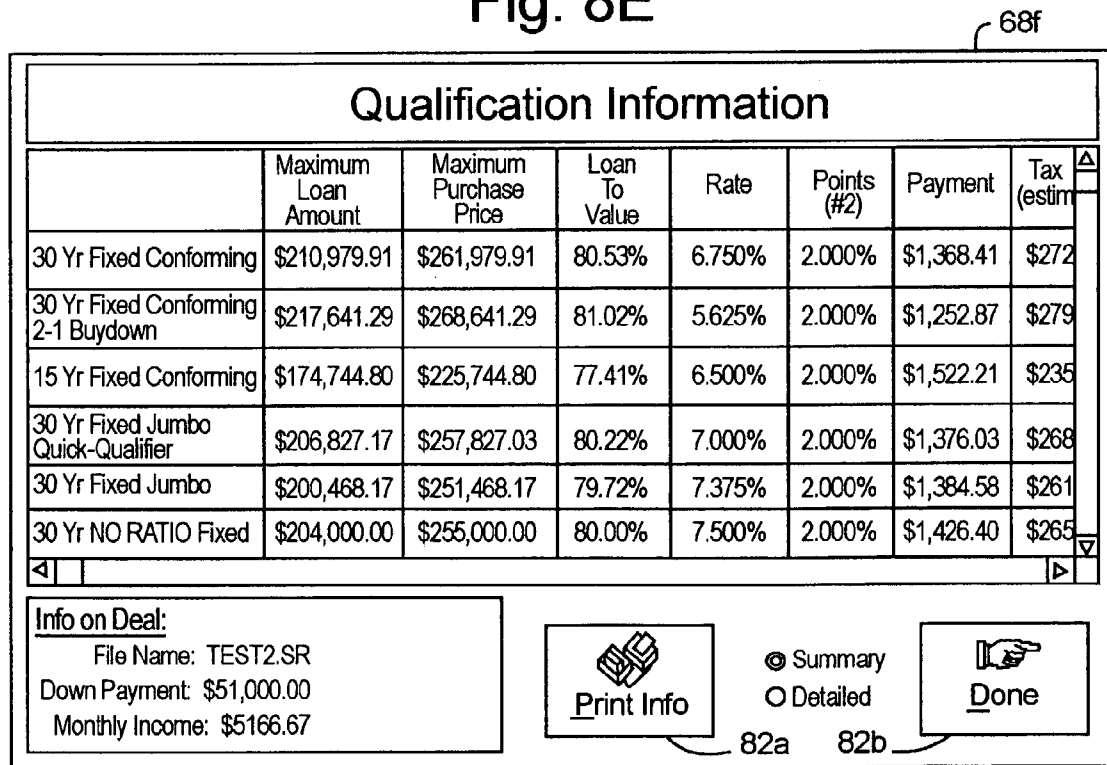 Fig. 8E
68f
Qualification Information
Maximum Loan Amount Maximum Purchase Price Loan To Value Rate Points (#2) Payment Tax (estim
30 Yr Fixed Conforming $210,979.91 $261,979.91 80.53% 6.750% 2.000% $1,368.41 $272
30 Yr Fixed Conforming 2-1 Buydown $217,641.29 $268,641.29 81.02% 5.625% 2.000% $1,252.87 $279
15 Yr Fixed Conforming $174,744.80 $225,744.80 77.41% 6.500% 2.000% $1,522.21 $235
30 Yr Fixed Jumbo Quick-Qualifier $206,827.17 $257,827.03 80.22% 7.000% 2.000% $1,376.03 $268
30 Yr Fixed Jumbo $200,468.17 $251,468.17 79.72% 7.375% 2.000% $1,384.58 $261
30 Yr NO RATIO Fixed $204,000.00 $255,000.00 80.00% 7.500% 2.000% $1,426.40 $265
Info on Deal:
File Name: TEST2.SR
Down Payment: $51,000.00
Monthly Income: $5166.67
Print Info
Summary
Detailed
Done
82a
82b